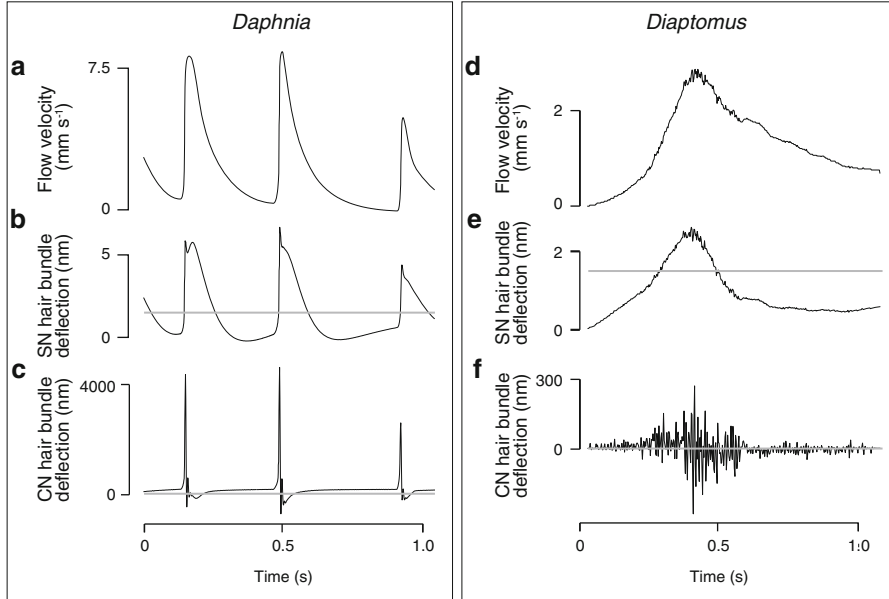 Daphnia
a
Flow velocity
(mm s-1)
7.5
0
b
SN hair bundle
deflection (nm)
5
0
c
CN hair bundle
deflection (nm)
4000
0
0
0.5
1.0
Time (s)
Diaptomus
d
Flow velocity
(mm s-1)
2
0
e
SN hair bundle
deflection (nm)
2
0
f
CN hair bundle
deflection (nm)
300
0
0
0.5
1.0
Time (s)